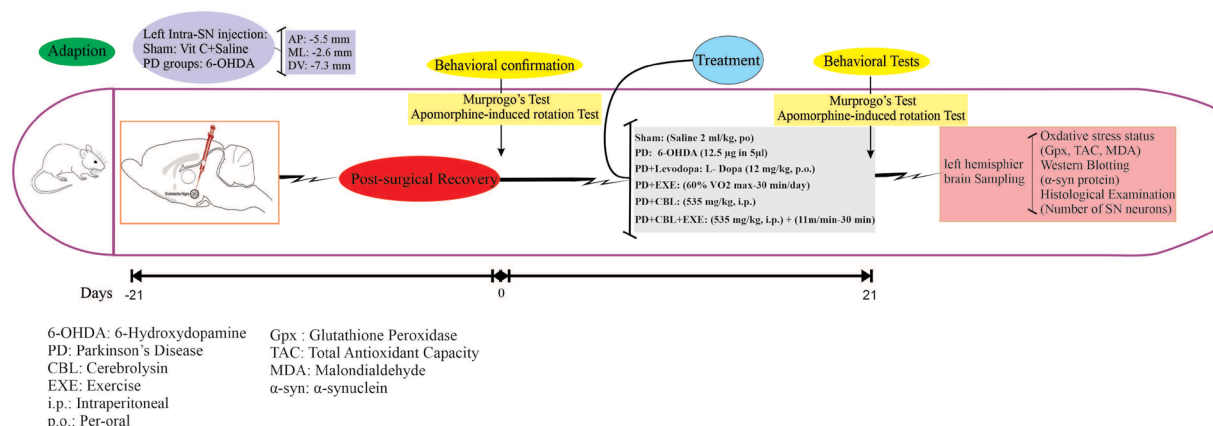 Adaption
Left Intra-SN injection:
Sham: Vit C+Saline
PD groups: 6-OHDA
AP: -5.5 mm
ML: -2.6 mm
DV: -7.3 mm
Behavioral confirmation
Murprogo's Test
Apomorphine-induced rotation Test
Treatment
Behavioral Tests
Murprogo's Test
Apomorphine-induced rotation Test
Substantia Nigra
Post-surgical Recovery
Sham: (Saline 2 ml/kg, po)
PD: 6-OHDA (12.5 µg in 5µl)
PD+Levodopa: L- Dopa (12 mg/kg, p.o.)
PD+EXE: (60% VO2 max-30 min/day)
PD+CBL: (535 mg/kg, i.p.)
PD+CBL+EXE: (535 mg/kg, i.p.) + (11m/min-30 min)
left hemisphier
brain Sampling
Oxdative stress status
(Gpx, TAC, MDA)
Western Blotting
(α-syn protein)
Histological Examination
(Number of SN neurons)
Days
-21
0
21
6-OHDA: 6-Hydroxydopamine
PD: Parkinson's Disease
CBL: Cerebrolysin
EXE: Exercise
i.p.: Intraperitoneal
p.o.: Per-oral
Gpx : Glutathione Peroxidase
TAC: Total Antioxidant Capacity
MDA: Malondialdehyde
α-syn: α-synuclein